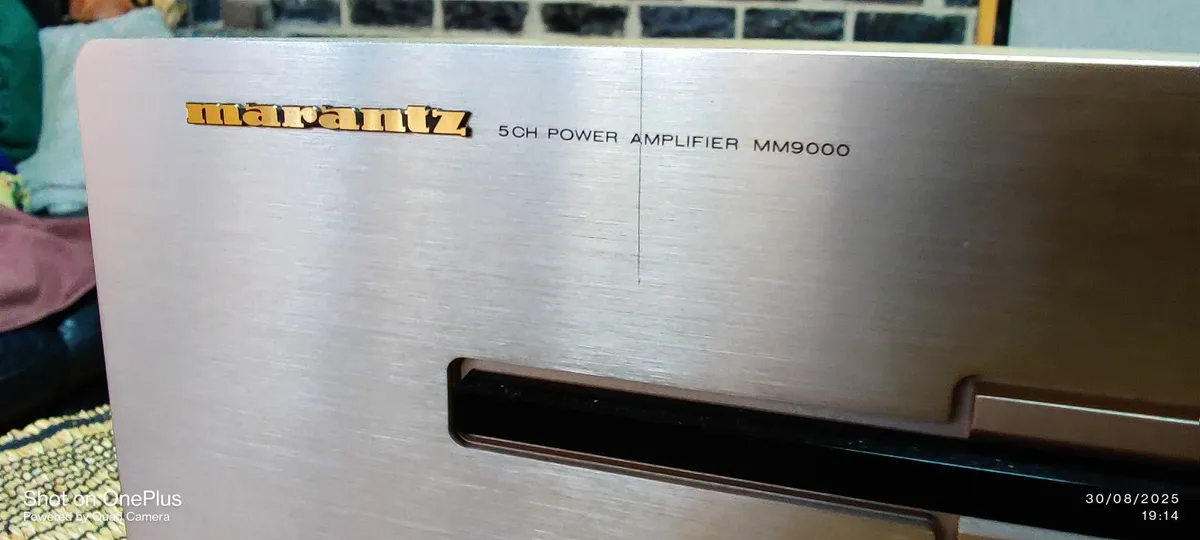 marantz 5CH POWER AMPLIFIER MM9000
Shot on OnePlus
Powered by Quad Camera
30/08/2025
19:14